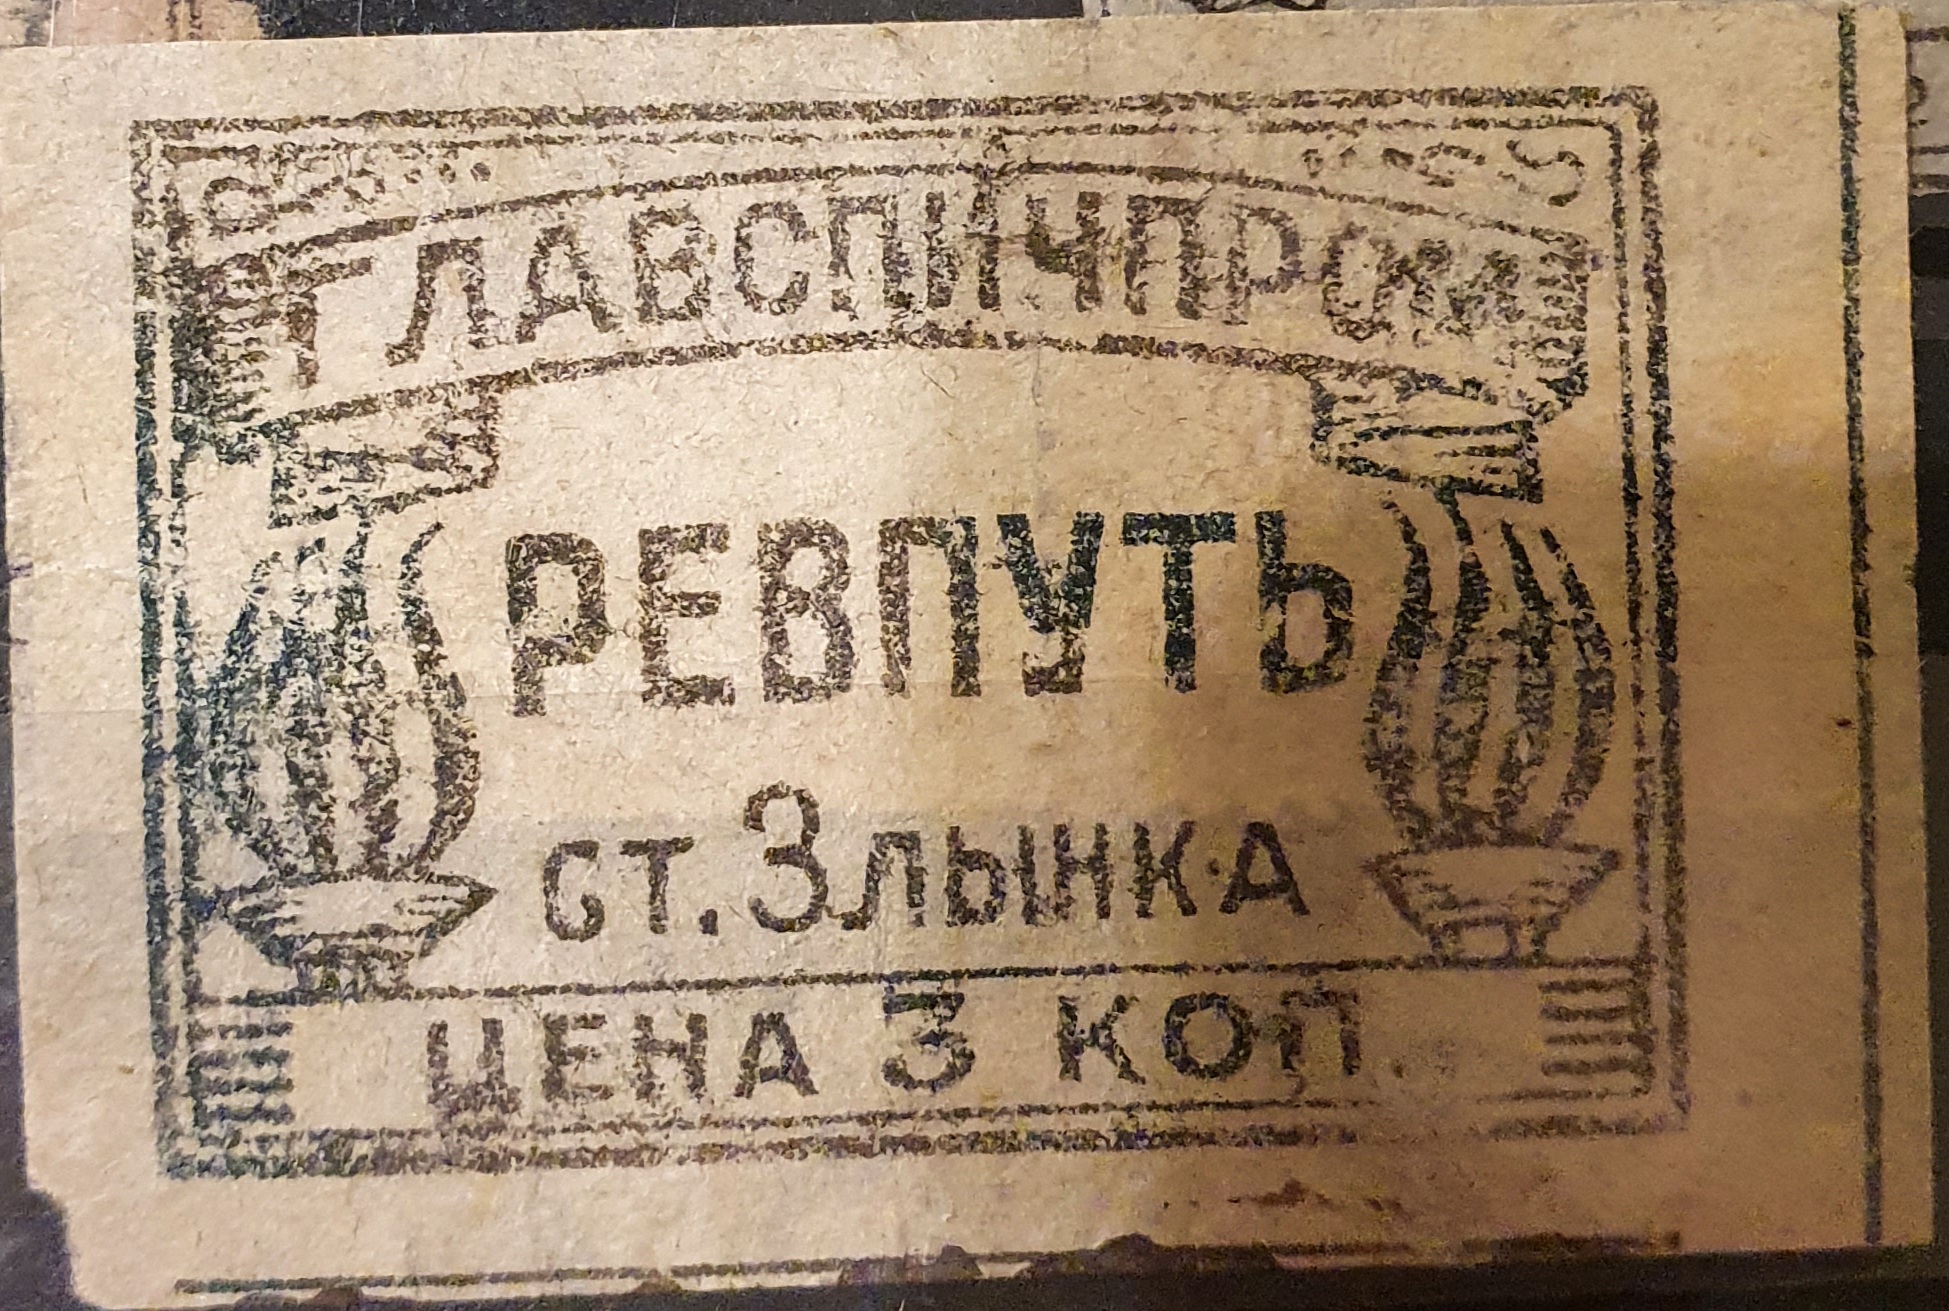 ГЛАВСПИЧПРОМ
РЕВПУТЬ
ст. Злынка
ЦЕНА 3 КОП